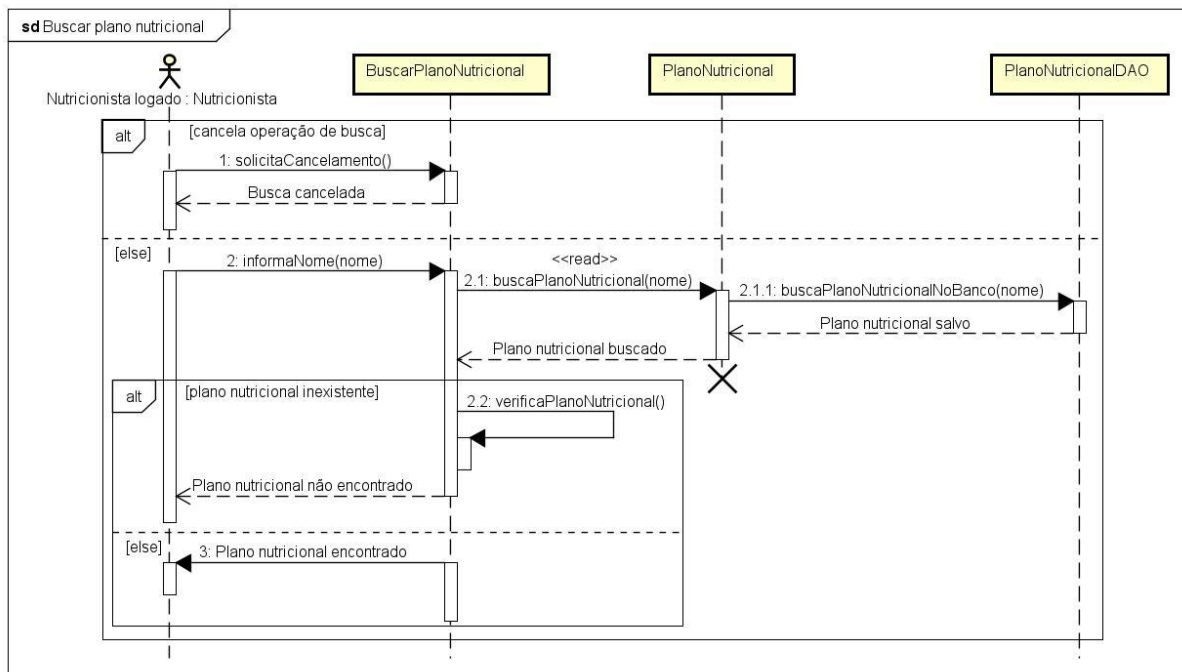 sd Buscar plano nutricional
Nutricionista logado : Nutricionista
BuscarPlanoNutricional
PlanoNutricional
PlanoNutricionalDAO
alt
[cancela operação de busca]
1: solicitaCancelamento()
Busca cancelada
[else]
2: informaNome(nome)
<<read>>
2.1: buscaPlanoNutricional(nome)
2.1.1: buscaPlanoNutricionalNoBanco(nome)
Plano nutricional salvo
Plano nutricional buscado
alt
[plano nutricional inexistente]
2.2: verificaPlanoNutricional()
Plano nutricional não encontrado
[else]
3: Plano nutricional encontrado